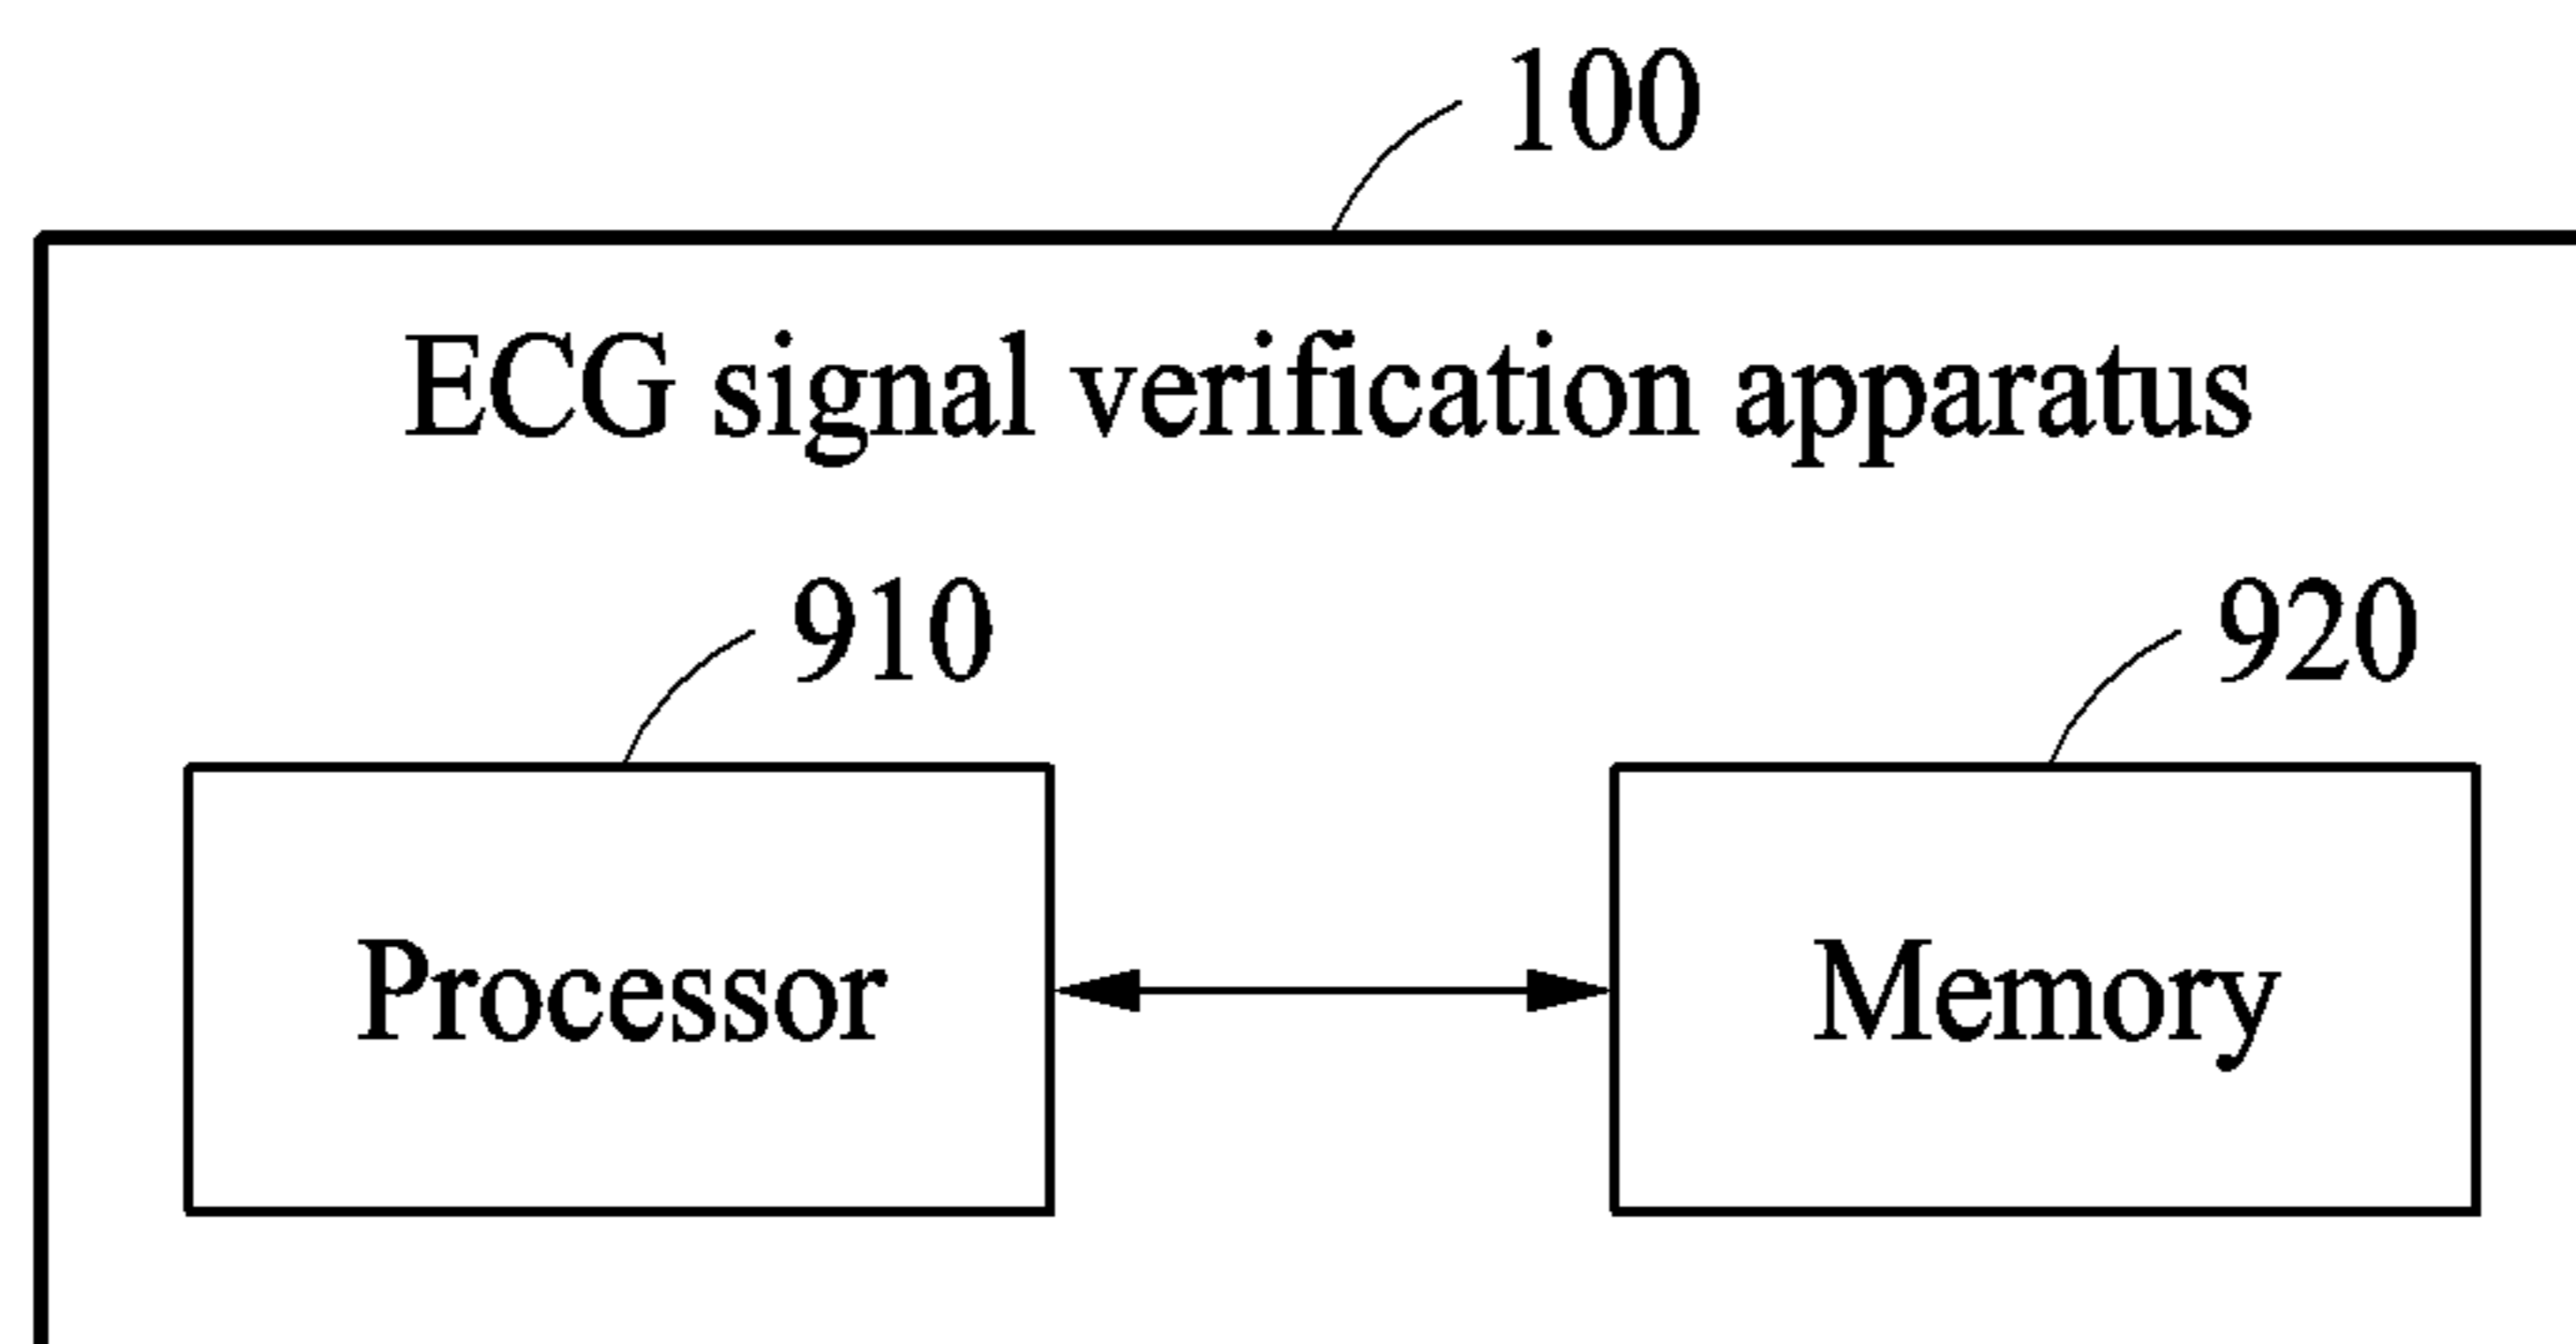 100
ECG signal verification apparatus
910
920
Processor
Memory